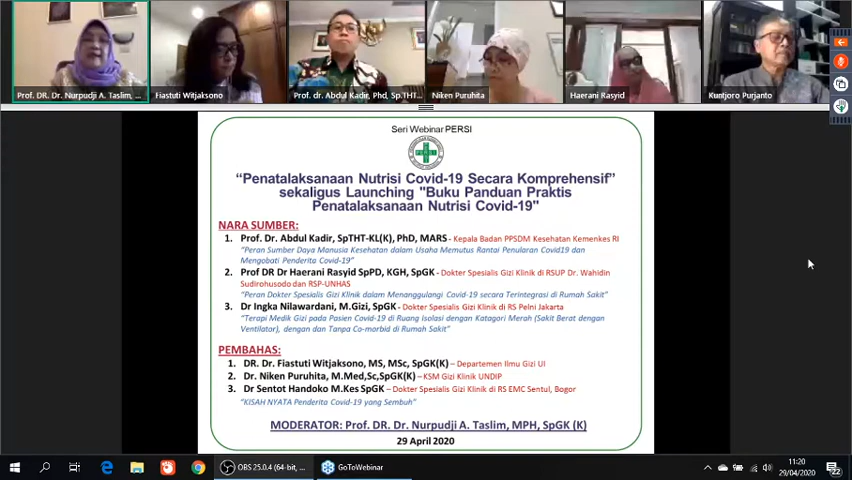 Prof. DR. Dr. Nurpudji A. Taslim, ...
Fiastuti Witjaksono
Prof. dr. Abdul Kadir, Phd, Sp.THT...
Niken Puruhita
Haerani Rasyid
Kuntjoro Purjanto
Seri Webinar PERSI
“Penatalaksanaan Nutrisi Covid-19 Secara Komprehensif”
sekaligus Launching "Buku Panduan Praktis
Penatalaksanaan Nutrisi Covid-19"
NARA SUMBER:
1. Prof. Dr. Abdul Kadir, SpTHT-KL(K), PhD, MARS - Kepala Badan PPSDM Kesehatan Kemenkes RI
“Peran Sumber Daya Manusia Kesehatan dalam Usaha Memutus Rantai Penularan Covid19 dan
Mengobati Penderita Covid-19”
2. Prof DR Dr Haerani Rasyid SpPD, KGH, SpGK - Dokter Spesialis Gizi Klinik di RSUP Dr. Wahidin
Sudirohusodo dan RSP-UNHAS
“Peran Dokter Spesialis Gizi Klinik dalam Menanggulangi Covid-19 secara Terintegrasi di Rumah Sakit”
3. Dr Ingka Nilawardani, M.Gizi, SpGK - Dokter Spesialis Gizi Klinik di RS Pelni Jakarta
“Terapi Medik Gizi pada Pasien Covid-19 di Ruang Isolasi dengan Katagori Merah (Sakit Berat dengan
Ventilator), dengan dan Tanpa Co-morbid di Rumah Sakit”
PEMBAHAS:
1. DR. Dr. Fiastuti Witjaksono, MS, MSc, SpGK(K) – Departemen Ilmu Gizi UI
2. Dr. Niken Puruhita, M.Med,Sc,SpGK(K) - KSM Gizi Klinik UNDIP
3. Dr Sentot Handoko M.Kes SpGK – Dokter Spesialis Gizi Klinik di RS EMC Sentul, Bogor
“KISAH NYATA Penderita Covid-19 yang Sembuh”
MODERATOR: Prof. DR. Dr. Nurpudji A. Taslim, MPH, SpGK (K)
29 April 2020
OBS 25.0.4 (64-bit, ...
GoToWebinar
11:20
29/04/2020
22